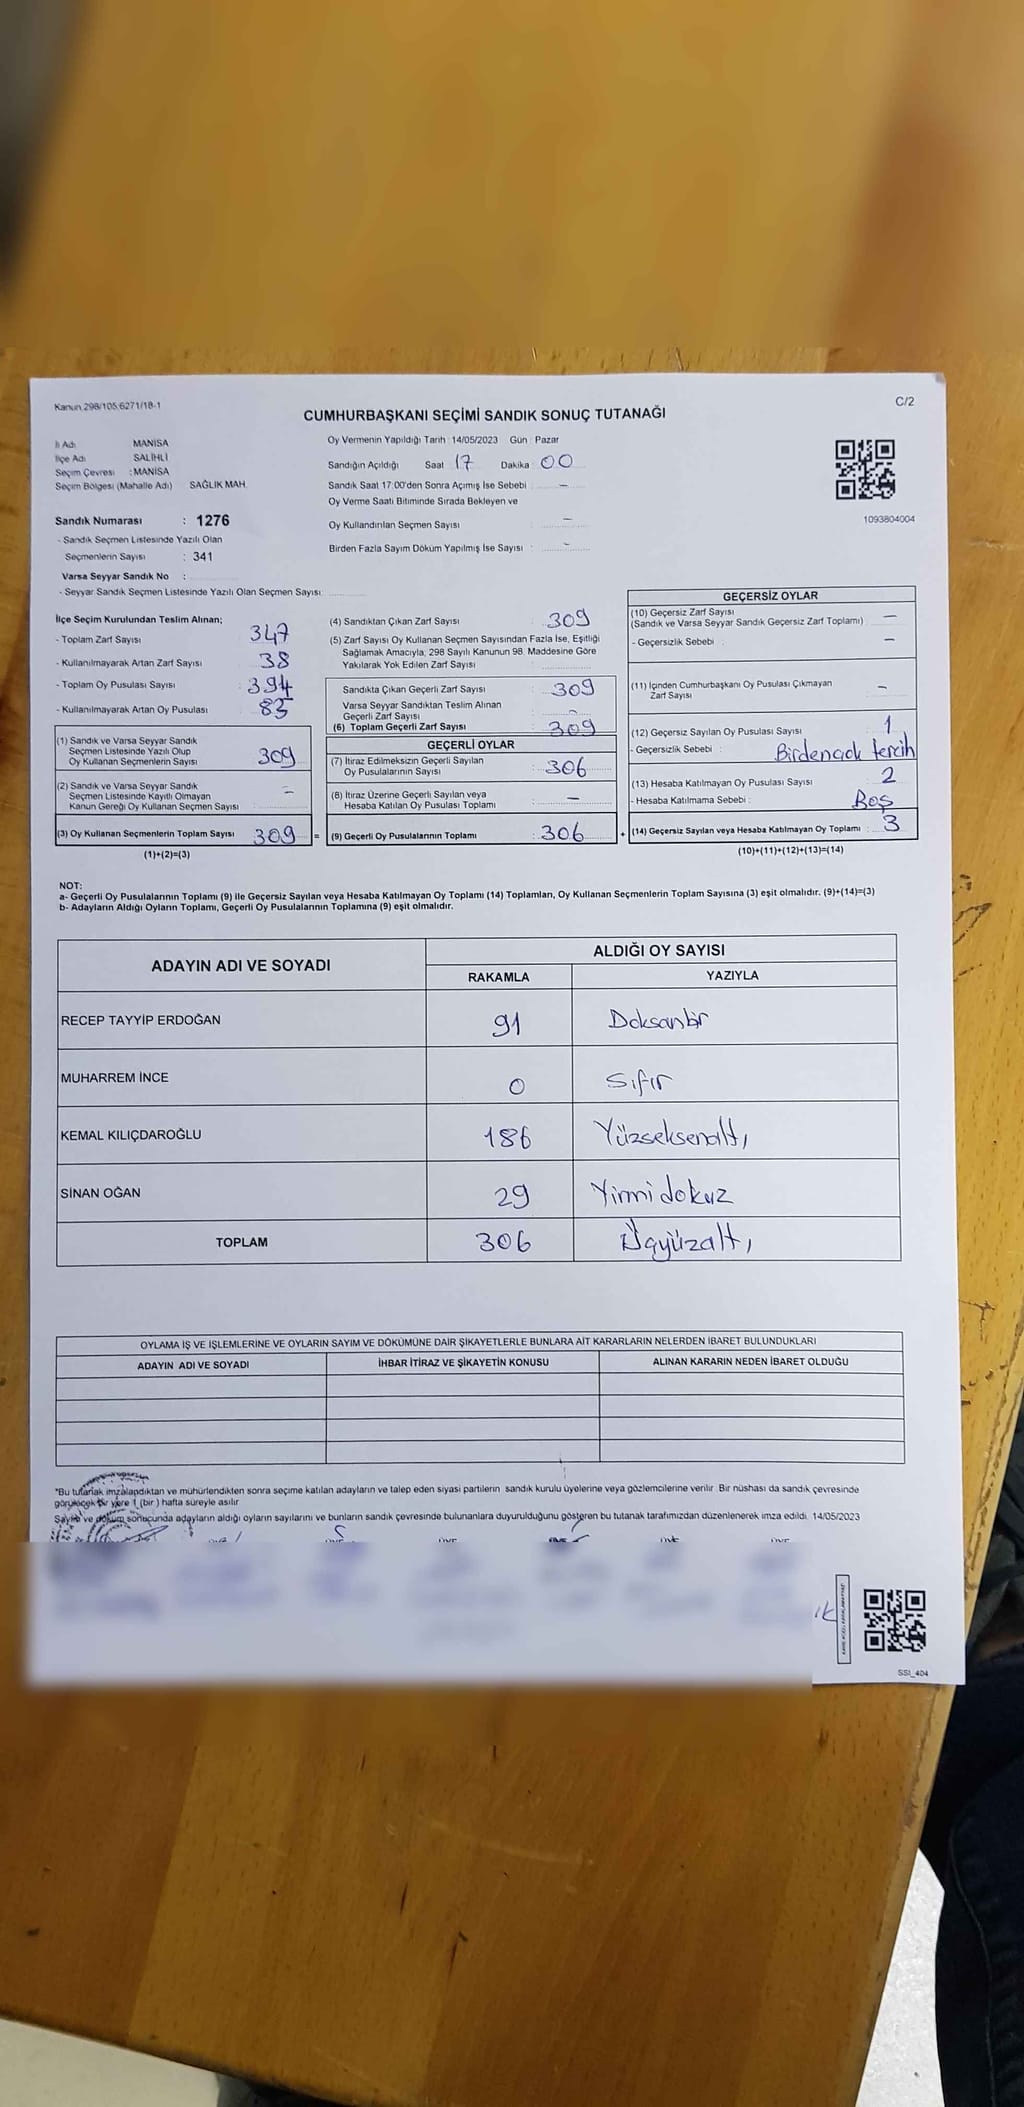 Kanun 298/105,6271/18-1
CUMHURBAŞKANI SEÇİMİ SANDIK SONUÇ TUTANAĞI
C/2
İl Adı MANİSA
İlçe Adı SALİHLİ
Seçim Çevresi : MANİSA
Seçim Bölgesi (Mahalle Adı) SAĞLIK MAH.
Oy Vermenin Yapıldığı Tarih 14/05/2023 Gün Pazar
Sandığın Açıldığı Saat 17 Dakika 00
Sandık Saat 17:00'den Sonra Açımış İse Sebebi : —
Oy Verme Saati Bitiminde Sırada Bekleyen ve
Oy Kullandırılan Seçmen Sayısı —
Birden Fazla Sayım Döküm Yapılmış İse Sayısı : -
1093804004
Sandık Numarası : 1276
- Sandık Seçmen Listesinde Yazılı Olan
Seçmenlerin Sayısı : 341
Varsa Seyyar Sandık No :
- Seyyar Sandık Seçmen Listesinde Yazılı Olan Seçmen Sayısı:
İlçe Seçim Kurulundan Teslim Alınan;
- Toplam Zarf Sayısı 347
- Kullanılmayarak Artan Zarf Sayısı 38
- Toplam Oy Pusulası Sayısı 394
- Kullanılmayarak Artan Oy Pusulası 83
(1) Sandık ve Varsa Seyyar Sandık
Seçmen Listesinde Yazılı Olup
Oy Kullanan Seçmenlerin Sayısı 309
(2) Sandık ve Varsa Seyyar Sandık
Seçmen Listesinde Kayıtlı Olmayan
Kanun Gereği Oy Kullanan Seçmen Sayısı -
(3) Oy Kullanan Seçmenlerin Toplam Sayısı 309 =
(1)+(2)=(3)
(4) Sandıktan Çıkan Zarf Sayısı : 309
(5) Zarf Sayısı Oy Kullanan Seçmen Sayısından Fazla İse, Eşitliği
Sağlamak Amacıyla, 298 Sayılı Kanunun 98. Maddesine Göre
Yakılarak Yok Edilen Zarf Sayısı :
Sandıkta Çıkan Geçerli Zarf Sayısı : 309
Varsa Seyyar Sandıktan Teslim Alınan
Geçerli Zarf Sayısı -
(6) Toplam Geçerli Zarf Sayısı : 309
GEÇERLİ OYLAR
(7) İtiraz Edilmeksizin Geçerli Sayılan
Oy Pusulalarının Sayısı : 306
(8) İtiraz Üzerine Geçerli Sayılan veya
Hesaba Katılan Oy Pusulası Toplamı : —
(9) Geçerli Oy Pusulalarının Toplamı : 306 +
GEÇERSİZ OYLAR
(10) Geçersiz Zarf Sayısı
(Sandık ve Varsa Seyyar Sandık Geçersiz Zarf Toplamı) : —
- Geçersizlik Sebebi : —
(11) İçinden Cumhurbaşkanı Oy Pusulası Çıkmayan
Zarf Sayısı -
(12) Geçersiz Sayılan Oy Pusulası Sayısı 1
- Geçersizlik Sebebi : Birdençok tercih
(13) Hesaba Katılmayan Oy Pusulası Sayısı 2
- Hesaba Katılmama Sebebi : Boş
(14) Geçersiz Sayılan veya Hesaba Katılmayan Oy Toplamı : 3
(10)+(11)+(12)+(13)=(14)
NOT:
a- Geçerli Oy Pusulalarının Toplamı (9) ile Geçersiz Sayılan veya Hesaba Katılmayan Oy Toplamı (14) Toplamları, Oy Kullanan Seçmenlerin Toplam Sayısına (3) eşit olmalıdır. (9)+(14)=(3)
b- Adayların Aldığı Oyların Toplamı, Geçerli Oy Pusulalarının Toplamına (9) eşit olmalıdır.
ADAYIN ADI VE SOYADI
ALDIĞI OY SAYISI
RAKAMLA YAZIYLA
RECEP TAYYİP ERDOĞAN 91 Doksanbir
MUHARREM İNCE 0 Sıfır
KEMAL KILIÇDAROĞLU 186 Yüzseksenaltı
SİNAN OĞAN 29 Yirmidokuz
TOPLAM 306 Üçyüzaltı
OYLAMA İŞ VE İŞLEMLERİNE VE OYLARIN SAYIM VE DÖKÜMÜNE DAİR ŞİKAYETLERLE BUNLARA AİT KARARLARIN NELERDEN İBARET BULUNDUKLARI
ADAYIN ADI VE SOYADI İHBAR İTİRAZ VE ŞİKAYETİN KONUSU ALINAN KARARIN NEDEN İBARET OLDUĞU
*Bu tutanak imzalandıktan ve mühürlendikten sonra seçime katılan adayların ve talep eden siyasi partilerin sandık kurulu üyelerine veya gözlemcilerine verilir. Bir nüshası da sandık çevresinde
görülecek bir yere 1 (bir) hafta süreyle asılır
Sayım ve döküm sonucunda adayların aldığı oyların sayılarını ve bunların sandık çevresinde bulunanlara duyurulduğunu gösteren bu tutanak tarafımızdan düzenlenerek imza edildi. 14/05/2023
SSI_404